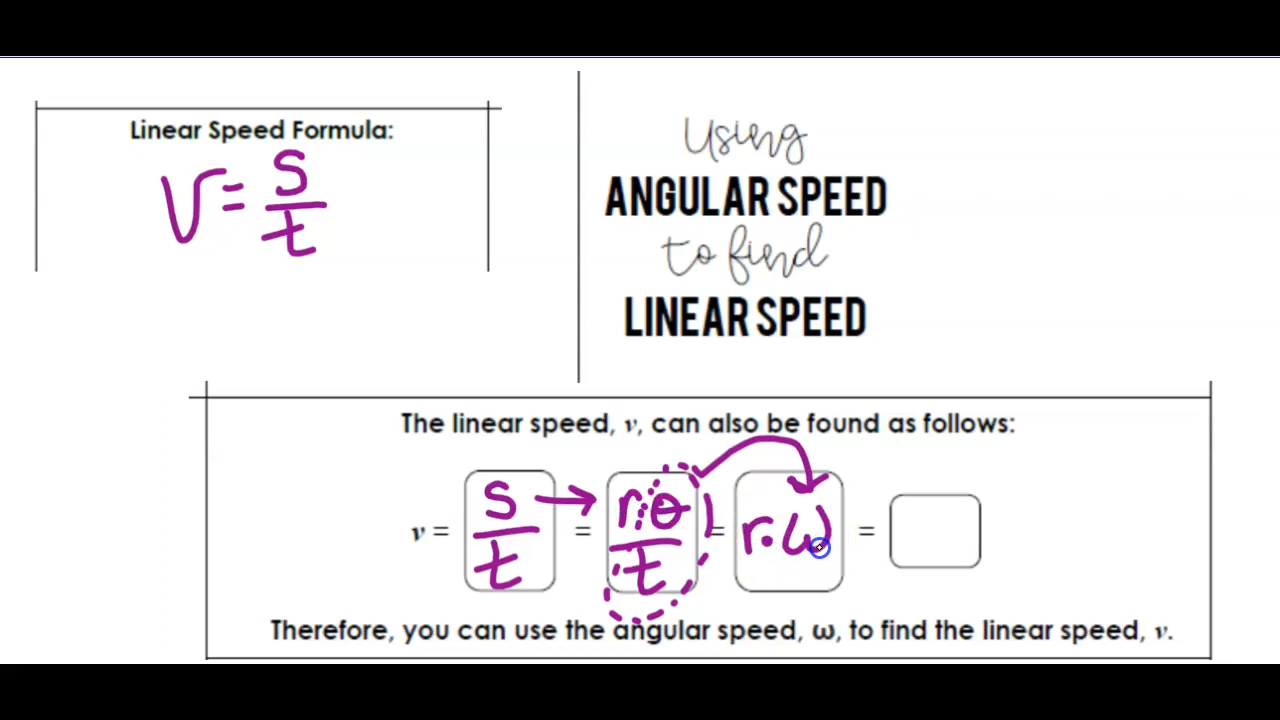 Linear Speed Formula:
V = s/t
Using
ANGULAR SPEED
to find
LINEAR SPEED
The linear speed, v, can also be found as follows:
v = s/t → = r·θ/t = r·ω =
Therefore, you can use the angular speed, ω, to find the linear speed, v.